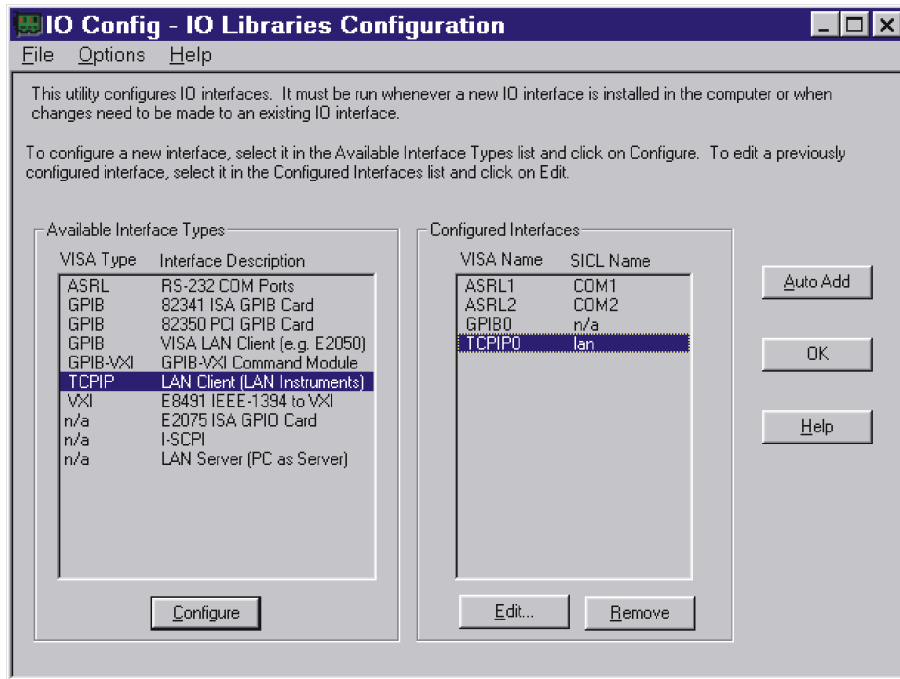 IO Config - IO Libraries Configuration
File Options Help
This utility configures IO interfaces. It must be run whenever a new IO interface is installed in the computer or when
changes need to be made to an existing IO interface.
To configure a new interface, select it in the Available Interface Types list and click on Configure. To edit a previously
configured interface, select it in the Configured Interfaces list and click on Edit.
Available Interface Types
VISA Type Interface Description
ASRL RS-232 COM Ports
GPIB 82341 ISA GPIB Card
GPIB 82350 PCI GPIB Card
GPIB VISA LAN Client (e.g. E2050)
GPIB-VXI GPIB-VXI Command Module
TCPIP LAN Client (LAN Instruments)
VXI E8491 IEEE-1394 to VXI
n/a E2075 ISA GPIO Card
n/a I-SCPI
n/a LAN Server (PC as Server)
Configure
Configured Interfaces
VISA Name SICL Name
ASRL1 COM1
ASRL2 COM2
GPIB0 n/a
TCPIP0 lan
Edit... Remove
Auto Add
OK
Help